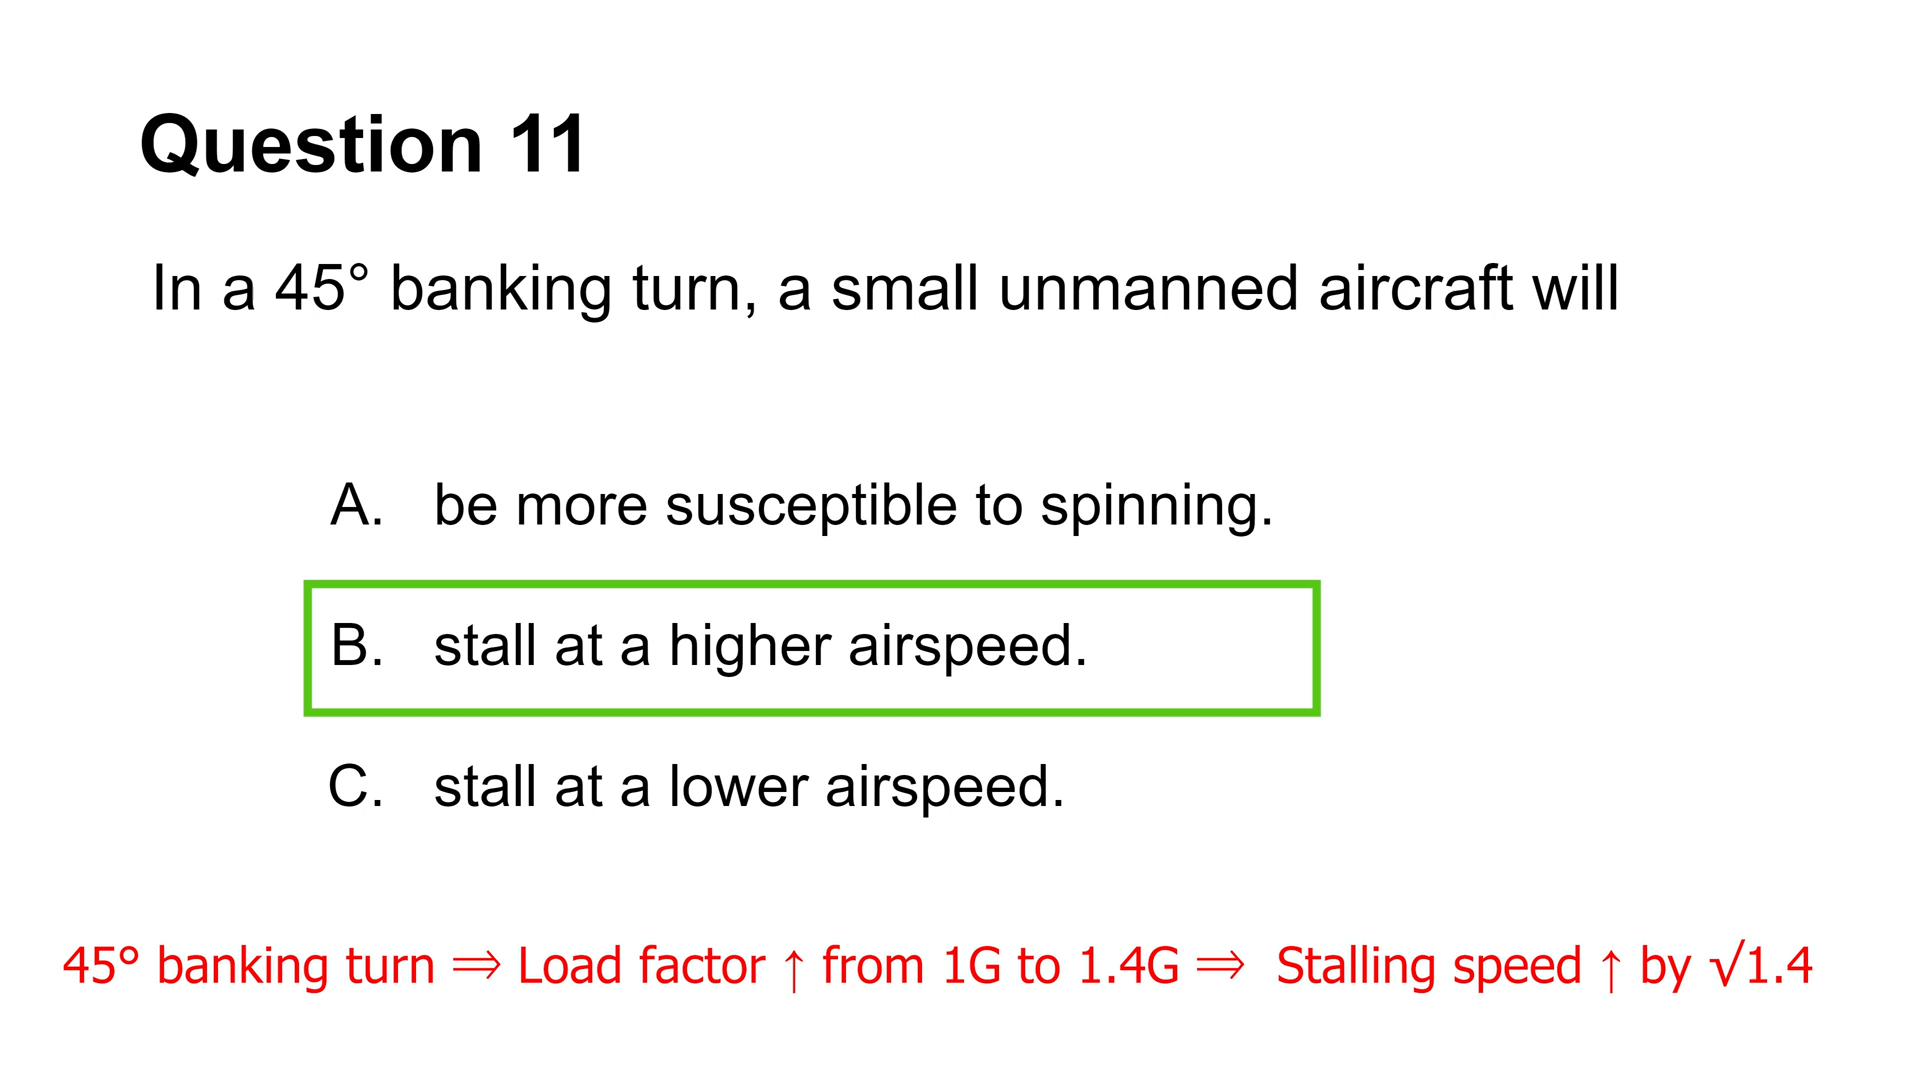 Question 11
In a 45° banking turn, a small unmanned aircraft will
A. be more susceptible to spinning.
B. stall at a higher airspeed.
C. stall at a lower airspeed.
45° banking turn ⇒ Load factor ↑ from 1G to 1.4G ⇒ Stalling speed ↑ by √1.4